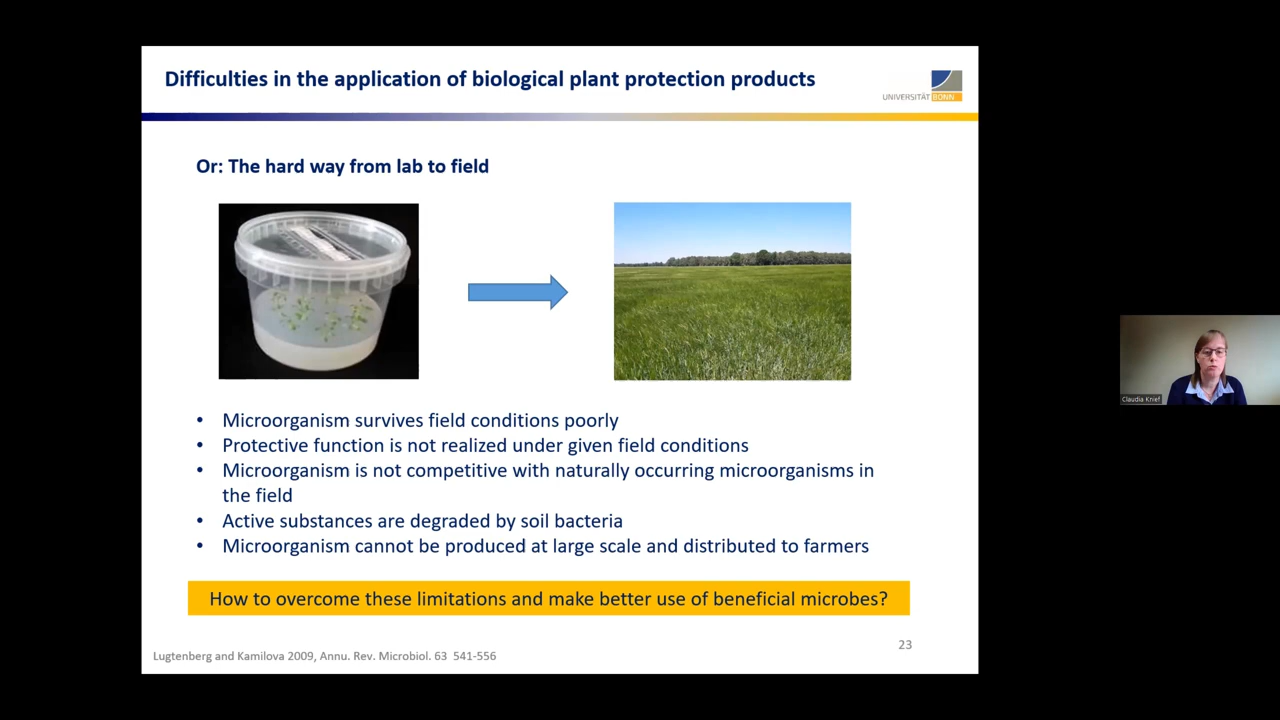 Difficulties in the application of biological plant protection products
UNIVERSITÄT BONN
Or: The hard way from lab to field
• Microorganism survives field conditions poorly
• Protective function is not realized under given field conditions
• Microorganism is not competitive with naturally occurring microorganisms in
the field
• Active substances are degraded by soil bacteria
• Microorganism cannot be produced at large scale and distributed to farmers
How to overcome these limitations and make better use of beneficial microbes?
23
Lugtenberg and Kamilova 2009, Annu. Rev. Microbiol. 63 541-556
Claudia Knief